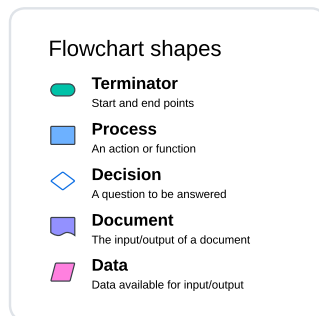 Flowchart shapes
Terminator
Start and end points
Process
An action or function
Decision
A question to be answered
Document
The input/output of a document
Data
Data available for input/output